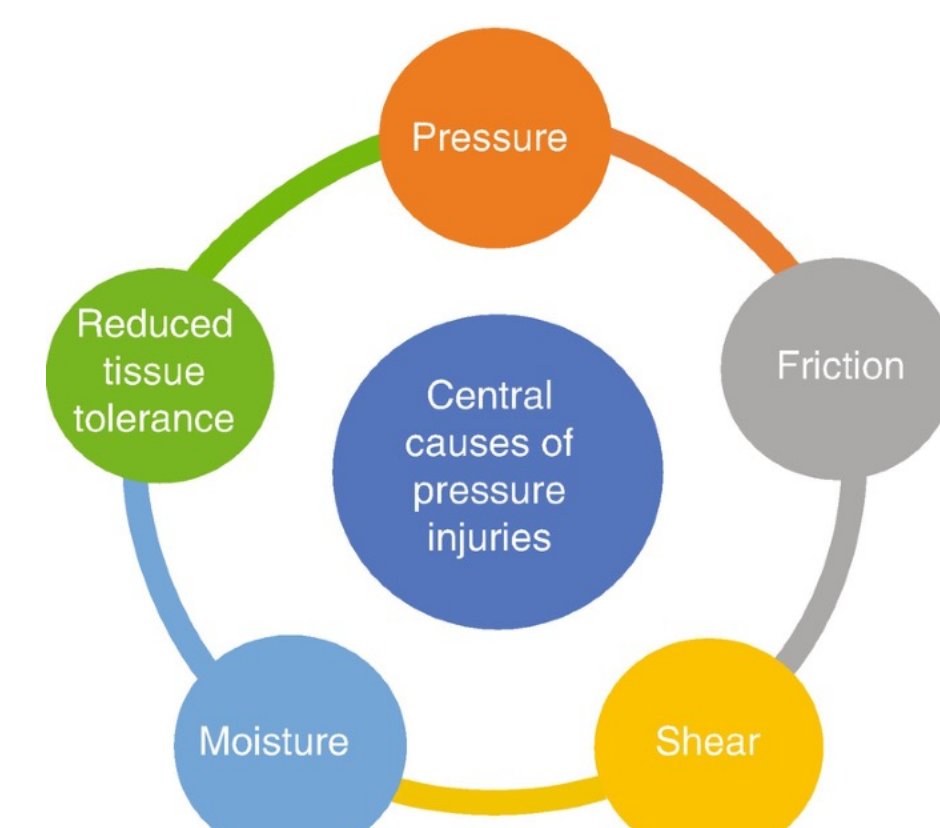 Pressure
Friction
Shear
Moisture
Reduced
tissue
tolerance
Central
causes of
pressure
injuries